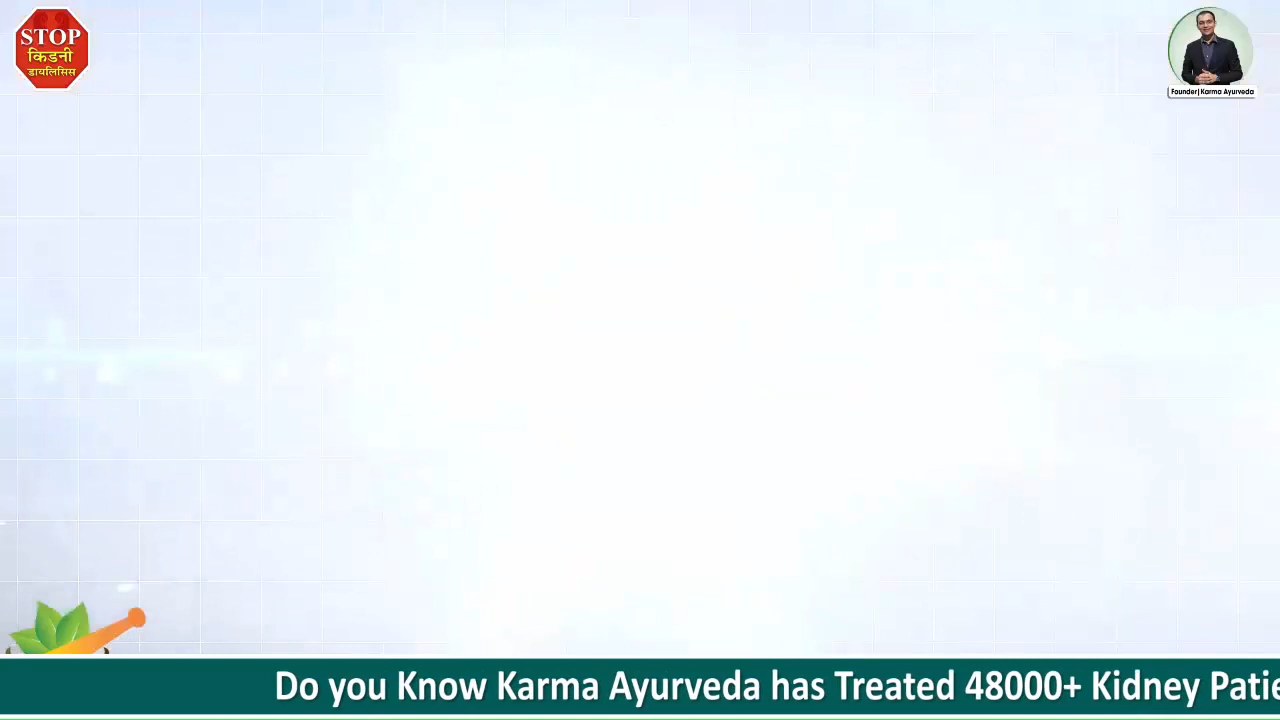 STOP
किडनी
डायलिसिस
Founder|Karma Ayurveda
Do you Know Karma Ayurveda has Treated 48000+ Kidney Patie